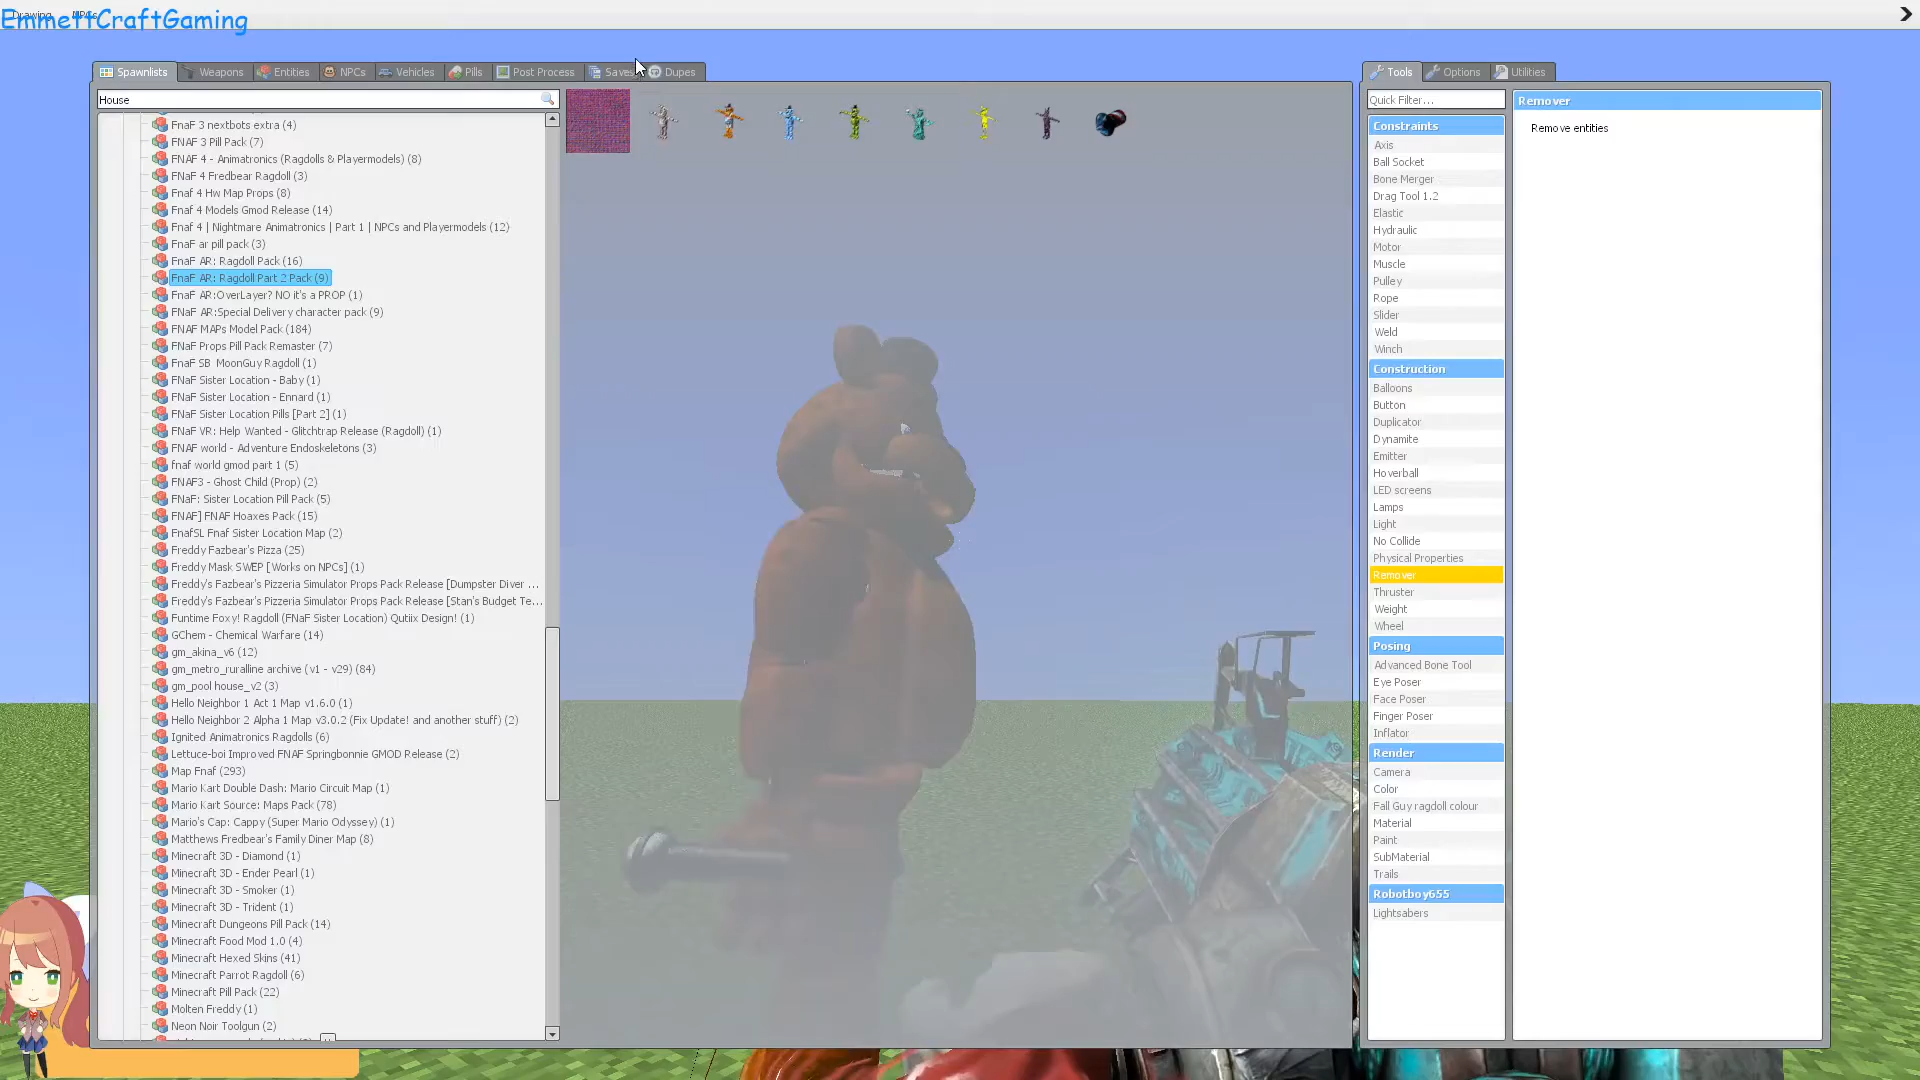 Drawing NPCs
EmmettCraftGaming
Spawnlists
Weapons
Entities
NPCs
Vehicles
Pills
Post Process
Saves
Dupes
House
FnaF 3 nextbots extra (4)
FNAF 3 Pill Pack (7)
FNAF 4 - Animatronics (Ragdolls & Playermodels) (8)
FNaF 4 Fredbear Ragdoll (3)
Fnaf 4 Hw Map Props (8)
Fnaf 4 Models Gmod Release (14)
Fnaf 4 | Nightmare Animatronics | Part 1 | NPCs and Playermodels (12)
FnaF ar pill pack (3)
FnaF AR: Ragdoll Pack (16)
FnaF AR: Ragdoll Part 2 Pack (9)
FNaF AR:OverLayer? NO it's a PROP (1)
FNaF AR:Special Delivery character pack (9)
FNAF MAPs Model Pack (184)
FNaF Props Pill Pack Remaster (7)
FnaF SB MoonGuy Ragdoll (1)
FNaF Sister Location - Baby (1)
FNaF Sister Location - Ennard (1)
FNaF Sister Location Pills [Part 2] (1)
FNaF VR: Help Wanted - Glitchtrap Release (Ragdoll) (1)
FNAF world - Adventure Endoskeletons (3)
fnaf world gmod part 1 (5)
FNAF3 - Ghost Child (Prop) (2)
FNaF: Sister Location Pill Pack (5)
FNAF] FNAF Hoaxes Pack (15)
FnafSL Fnaf Sister Location Map (2)
Freddy Fazbear's Pizza (25)
Freddy Mask SWEP [Works on NPCs] (1)
Freddy's Fazbear's Pizzeria Simulator Props Pack Release [Dumpster Diver ...
Freddy's Fazbear's Pizzeria Simulator Props Pack Release [Stan's Budget Te...
Funtime Foxy! Ragdoll (FNaF Sister Location) Qutiix Design! (1)
GChem - Chemical Warfare (14)
gm_akina_v6 (12)
gm_metro_ruralline archive (v1 - v29) (84)
gm_pool house_v2 (3)
Hello Neighbor 1 Act 1 Map v1.6.0 (1)
Hello Neighbor 2 Alpha 1 Map v3.0.2 (Fix Update! and another stuff) (2)
Ignited Animatronics Ragdolls (6)
Lettuce-boi Improved FNAF Springbonnie GMOD Release (2)
Map Fnaf (293)
Mario Kart Double Dash: Mario Circuit Map (1)
Mario Kart Source: Maps Pack (78)
Mario's Cap: Cappy (Super Mario Odyssey) (1)
Matthews Fredbear's Family Diner Map (8)
Minecraft 3D - Diamond (1)
Minecraft 3D - Ender Pearl (1)
Minecraft 3D - Smoker (1)
Minecraft 3D - Trident (1)
Minecraft Dungeons Pill Pack (14)
Minecraft Food Mod 1.0 (4)
Minecraft Hexed Skins (41)
Minecraft Parrot Ragdoll (6)
Minecraft Pill Pack (22)
Molten Freddy (1)
Neon Noir Toolgun (2)
Tools
Options
Utilities
Quick Filter...
Constraints
Axis
Ball Socket
Bone Merger
Drag Tool 1.2
Elastic
Hydraulic
Motor
Muscle
Pulley
Rope
Slider
Weld
Winch
Construction
Balloons
Button
Duplicator
Dynamite
Emitter
Hoverball
LED screens
Lamps
Light
No Collide
Physical Properties
Remover
Thruster
Weight
Wheel
Posing
Advanced Bone Tool
Eye Poser
Face Poser
Finger Poser
Inflator
Render
Camera
Color
Fall Guy ragdoll colour
Material
Paint
SubMaterial
Trails
Robotboy655
Lightsabers
Remover
Remove entities